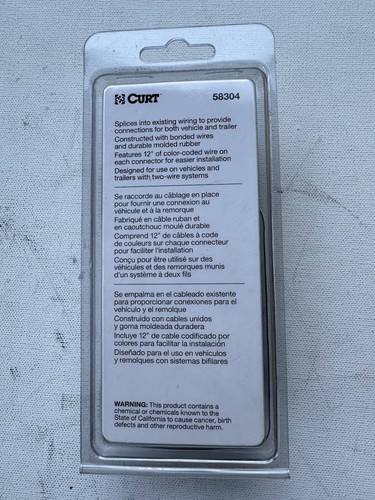 CURT 58304
Splices into existing wiring to provide
connections for both vehicle and trailer
Constructed with bonded wires
and durable molded rubber
Features 12" of color-coded wire on
each connector for easier installation
Designed for use on vehicles and
trailers with two-wire systems
Se raccorde au câblage en place
pour fournir une connexion au
véhicule et à la remorque
Fabriqué en câble ruban et
en caoutchouc moulé durable
Comprend 12" de câbles à code
de couleurs sur chaque connecteur
pour faciliter l'installation
Conçu pour être utilisé sur des
véhicules et des remorques munis
d'un système à deux fils
Se empalma en el cableado existente
para proporcionar conexiones para el
vehículo y el remolque
Construido con cables unidos
y goma moldeada duradera
Incluye 12" de cable codificado por
colores para facilitar la instalación
Diseñado para el uso en vehículos
y remolques con sistemas bifilares
WARNING: This product contains a
chemical or chemicals known to the
State of California to cause cancer, birth
defects and other reproductive harm.